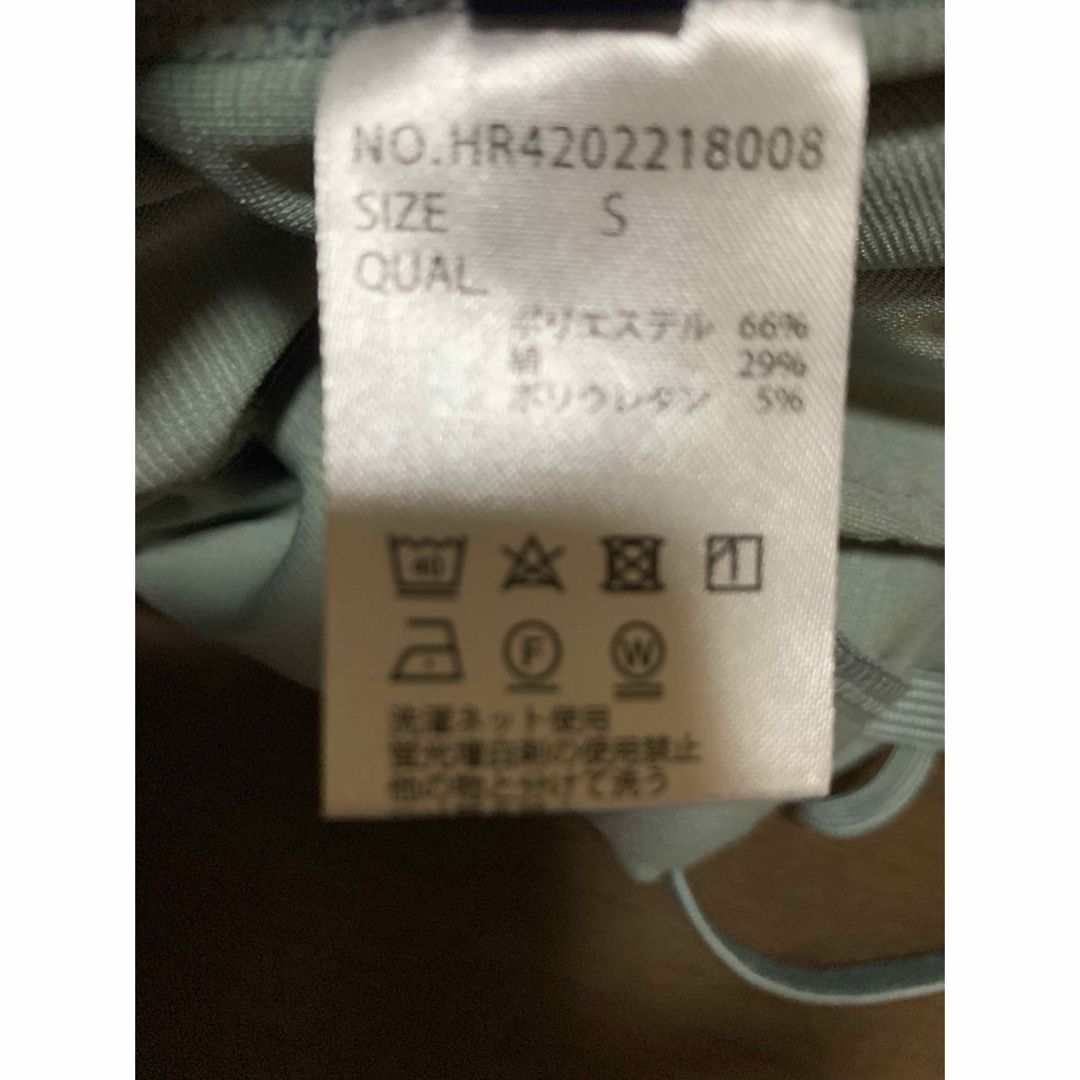 NO.HR4202218008
SIZE S
QUAL.
ポリエステル 66%
綿 29%
ポリウレタン 5%
40
F W
洗濯ネット使用
蛍光増白剤の使用禁止
他の物と分けて洗う